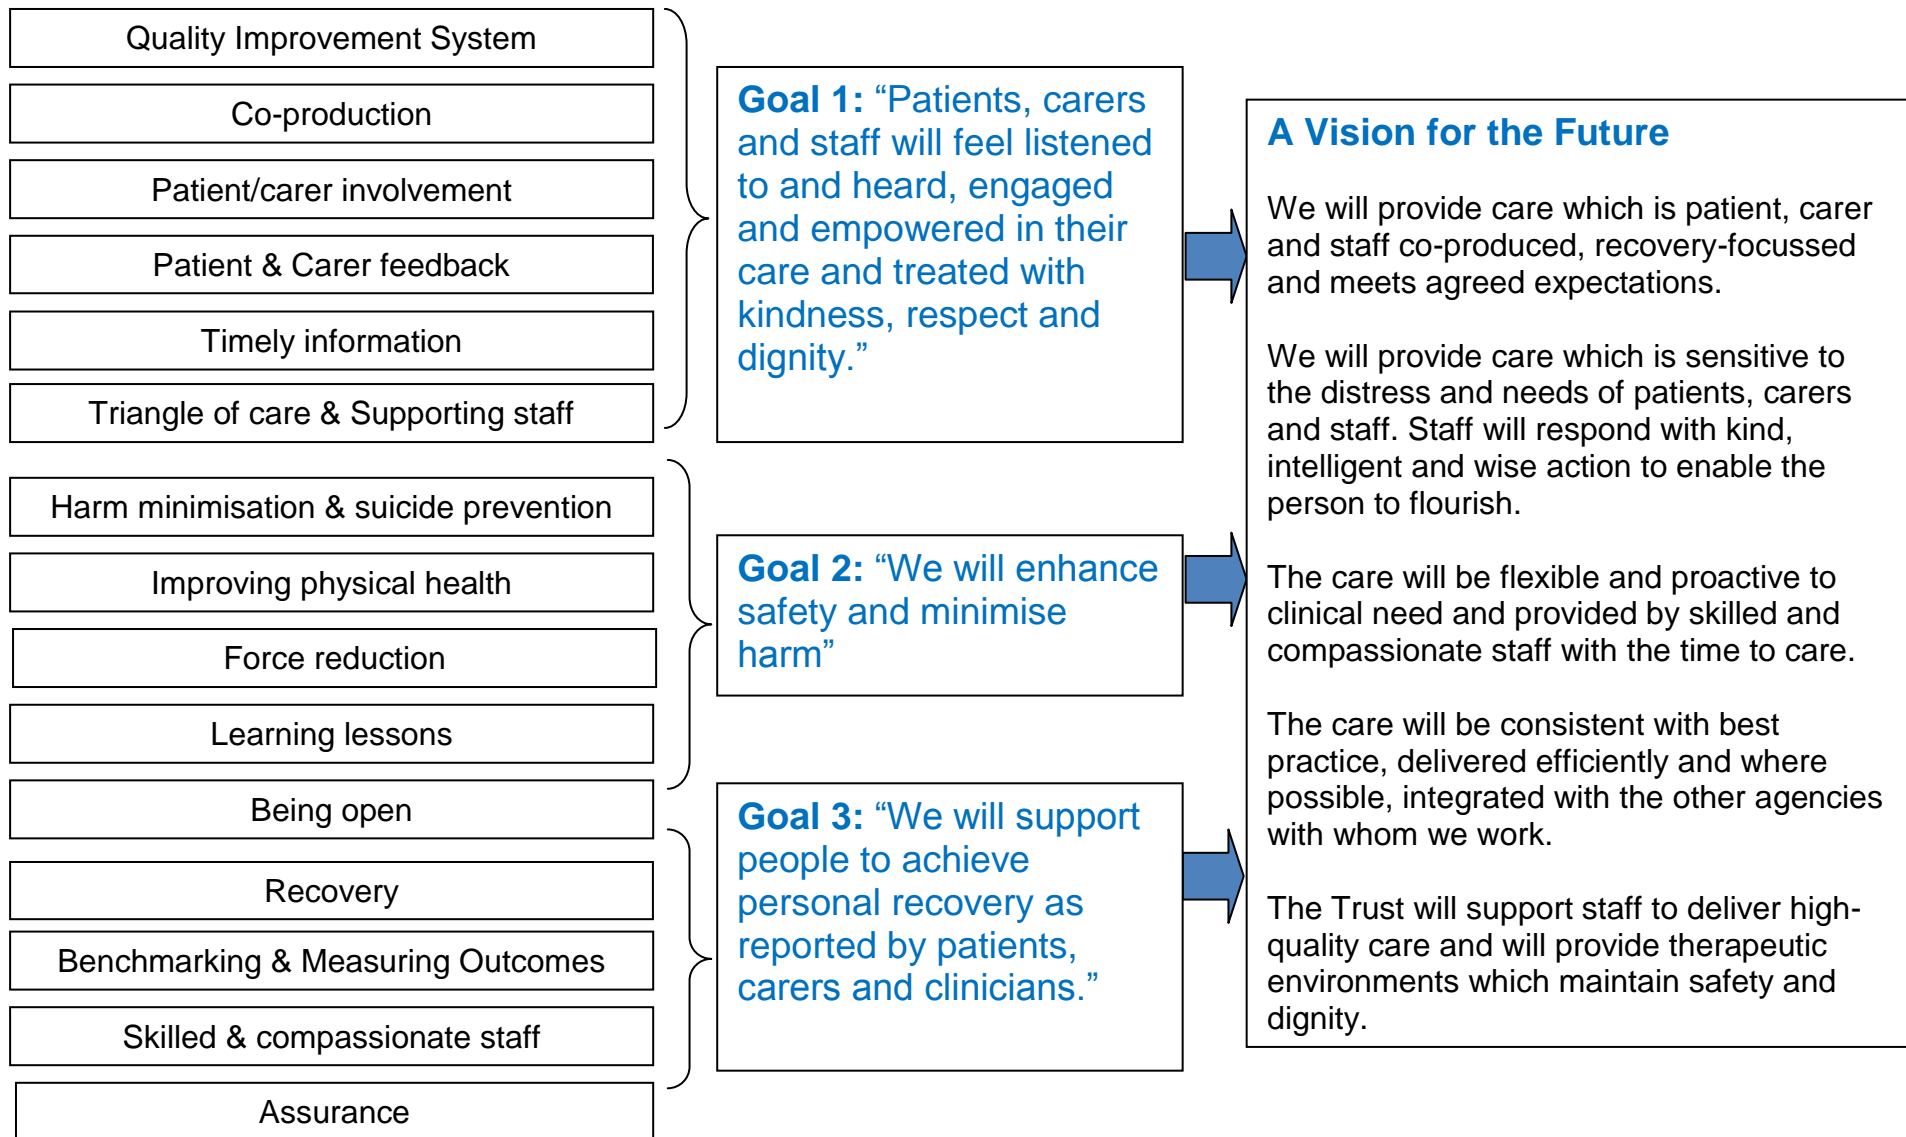 Quality Improvement System
Co-production
Patient/carer involvement
Patient & Carer feedback
Timely information
Triangle of care & Supporting staff
Harm minimisation & suicide prevention
Improving physical health
Force reduction
Learning lessons
Being open
Recovery
Benchmarking & Measuring Outcomes
Skilled & compassionate staff
Assurance
Goal 1: “Patients, carers
and staff will feel listened
to and heard, engaged
and empowered in their
care and treated with
kindness, respect and
dignity.”
Goal 2: “We will enhance
safety and minimise
harm”
Goal 3: “We will support
people to achieve
personal recovery as
reported by patients,
carers and clinicians.”
A Vision for the Future
We will provide care which is patient, carer
and staff co-produced, recovery-focussed
and meets agreed expectations.
We will provide care which is sensitive to
the distress and needs of patients, carers
and staff. Staff will respond with kind,
intelligent and wise action to enable the
person to flourish.
The care will be flexible and proactive to
clinical need and provided by skilled and
compassionate staff with the time to care.
The care will be consistent with best
practice, delivered efficiently and where
possible, integrated with the other agencies
with whom we work.
The Trust will support staff to deliver high-
quality care and will provide therapeutic
environments which maintain safety and
dignity.